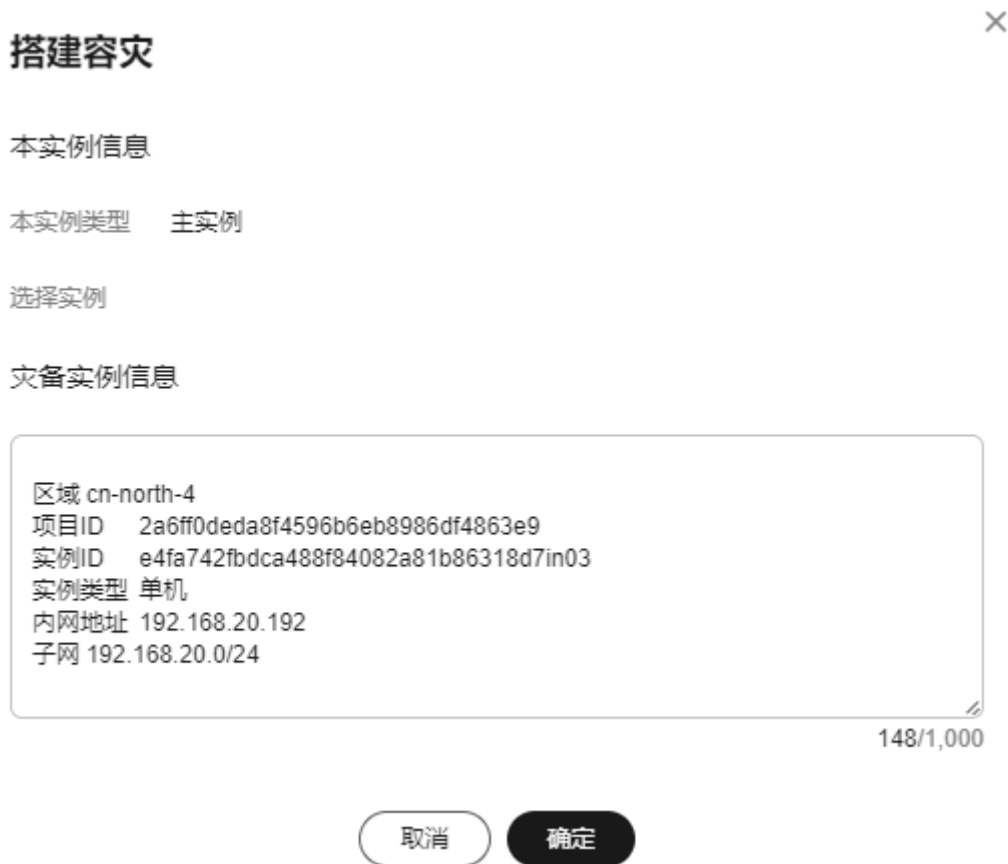 搭建容灾
本实例信息
本实例类型 主实例
选择实例
灾备实例信息
区域 cn-north-4
项目ID 2a6ff0deda8f4596b6eb8986df4863e9
实例ID e4fa742fbdca488f84082a81b86318d7in03
实例类型 单机
内网地址 192.168.20.192
子网 192.168.20.0/24
148/1,000
取消 确定